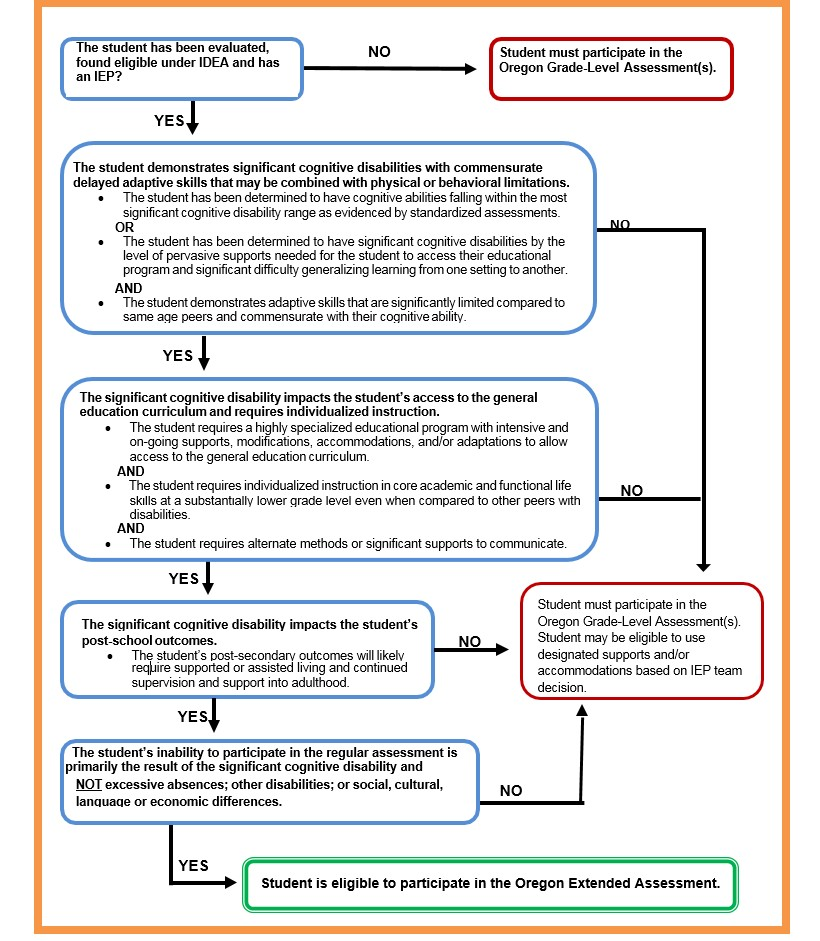 The student has been evaluated,
found eligible under IDEA and has
an IEP?
NO
Student must participate in the
Oregon Grade-Level Assessment(s).
YES
The student demonstrates significant cognitive disabilities with commensurate
delayed adaptive skills that may be combined with physical or behavioral limitations.
• The student has been determined to have cognitive abilities falling within the most
significant cognitive disability range as evidenced by standardized assessments.
OR
• The student has been determined to have significant cognitive disabilities by the
level of pervasive supports needed for the student to access their educational
program and significant difficulty generalizing learning from one setting to another.
AND
• The student demonstrates adaptive skills that are significantly limited compared to
same age peers and commensurate with their cognitive ability.
NO
YES
The significant cognitive disability impacts the student's access to the general
education curriculum and requires individualized instruction.
• The student requires a highly specialized educational program with intensive and
on-going supports, modifications, accommodations, and/or adaptations to allow
access to the general education curriculum.
AND
• The student requires individualized instruction in core academic and functional life
skills at a substantially lower grade level even when compared to other peers with
disabilities.
AND
• The student requires alternate methods or significant supports to communicate.
NO
YES
The significant cognitive disability impacts the student's
post-school outcomes.
• The student's post-secondary outcomes will likely
require supported or assisted living and continued
supervision and support into adulthood.
NO
Student must participate in the
Oregon Grade-Level Assessment(s).
Student may be eligible to use
designated supports and/or
accommodations based on IEP team
decision.
YES
The student's inability to participate in the regular assessment is
primarily the result of the significant cognitive disability and
NOT excessive absences; other disabilities; or social, cultural,
language or economic differences.
NO
YES
Student is eligible to participate in the Oregon Extended Assessment.